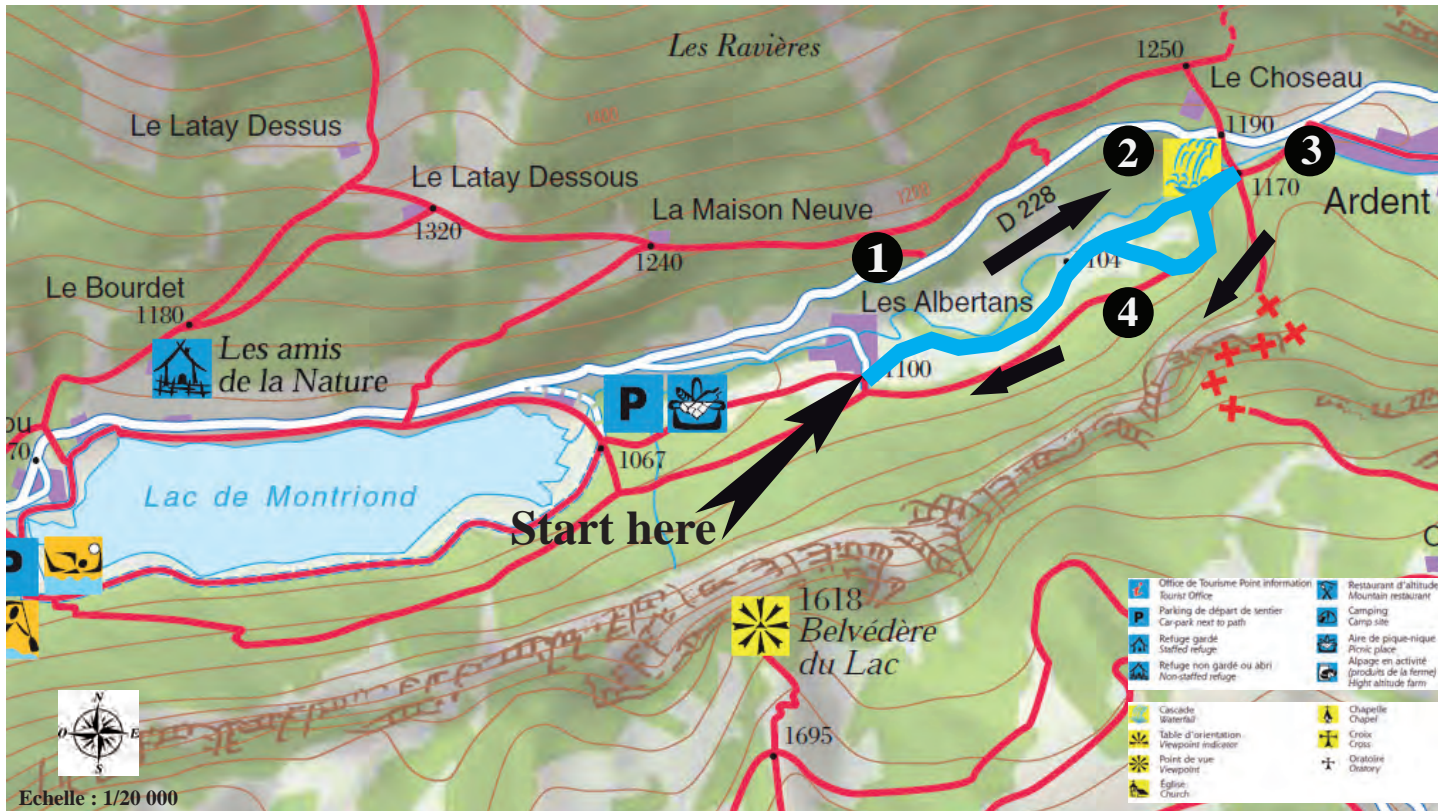 Les Ravières
1250
Le Choseau
1400
Le Latay Dessus
1190
2
3
1170
Le Latay Dessous
Ardent
La Maison Neuve
D 228
1320
1
1240
104
Le Bourdet
Les Albertans
1180
4
Les amis
de la Nature
1100
P
ou
70
1067
Lac de Montriond
Start here
P
1618
Belvédère
du Lac
1695
C
Office de Tourisme Point information
Tourist Office
P
Parking de départ de sentier
Car-park next to path
Refuge gardé
Staffed refuge
Refuge non gardé ou abri
Non-staffed refuge
Restaurant d'altitude
Mountain restaurant
Camping
Camp site
Aire de pique-nique
Picnic place
Alpage en activité
(produits de la ferme)
Hight altitude farm
Cascade
Waterfall
Table d'orientation
Viewpoint indicator
Point de vue
Viewpoint
Église
Church
Chapelle
Chapel
Croix
Cross
Oratoire
Oratory
N
O
E
S
Echelle : 1/20 000